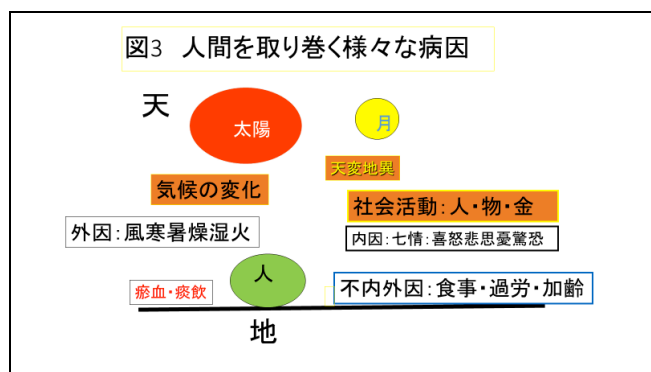 図3 人間を取り巻く様々な病因
天
太陽
月
天変地異
気候の変化
社会活動:人・物・金
外因:風寒暑燥湿火
内因:七情:喜怒悲思憂驚恐
人
瘀血・痰飲
不内外因:食事・過労・加齢
地